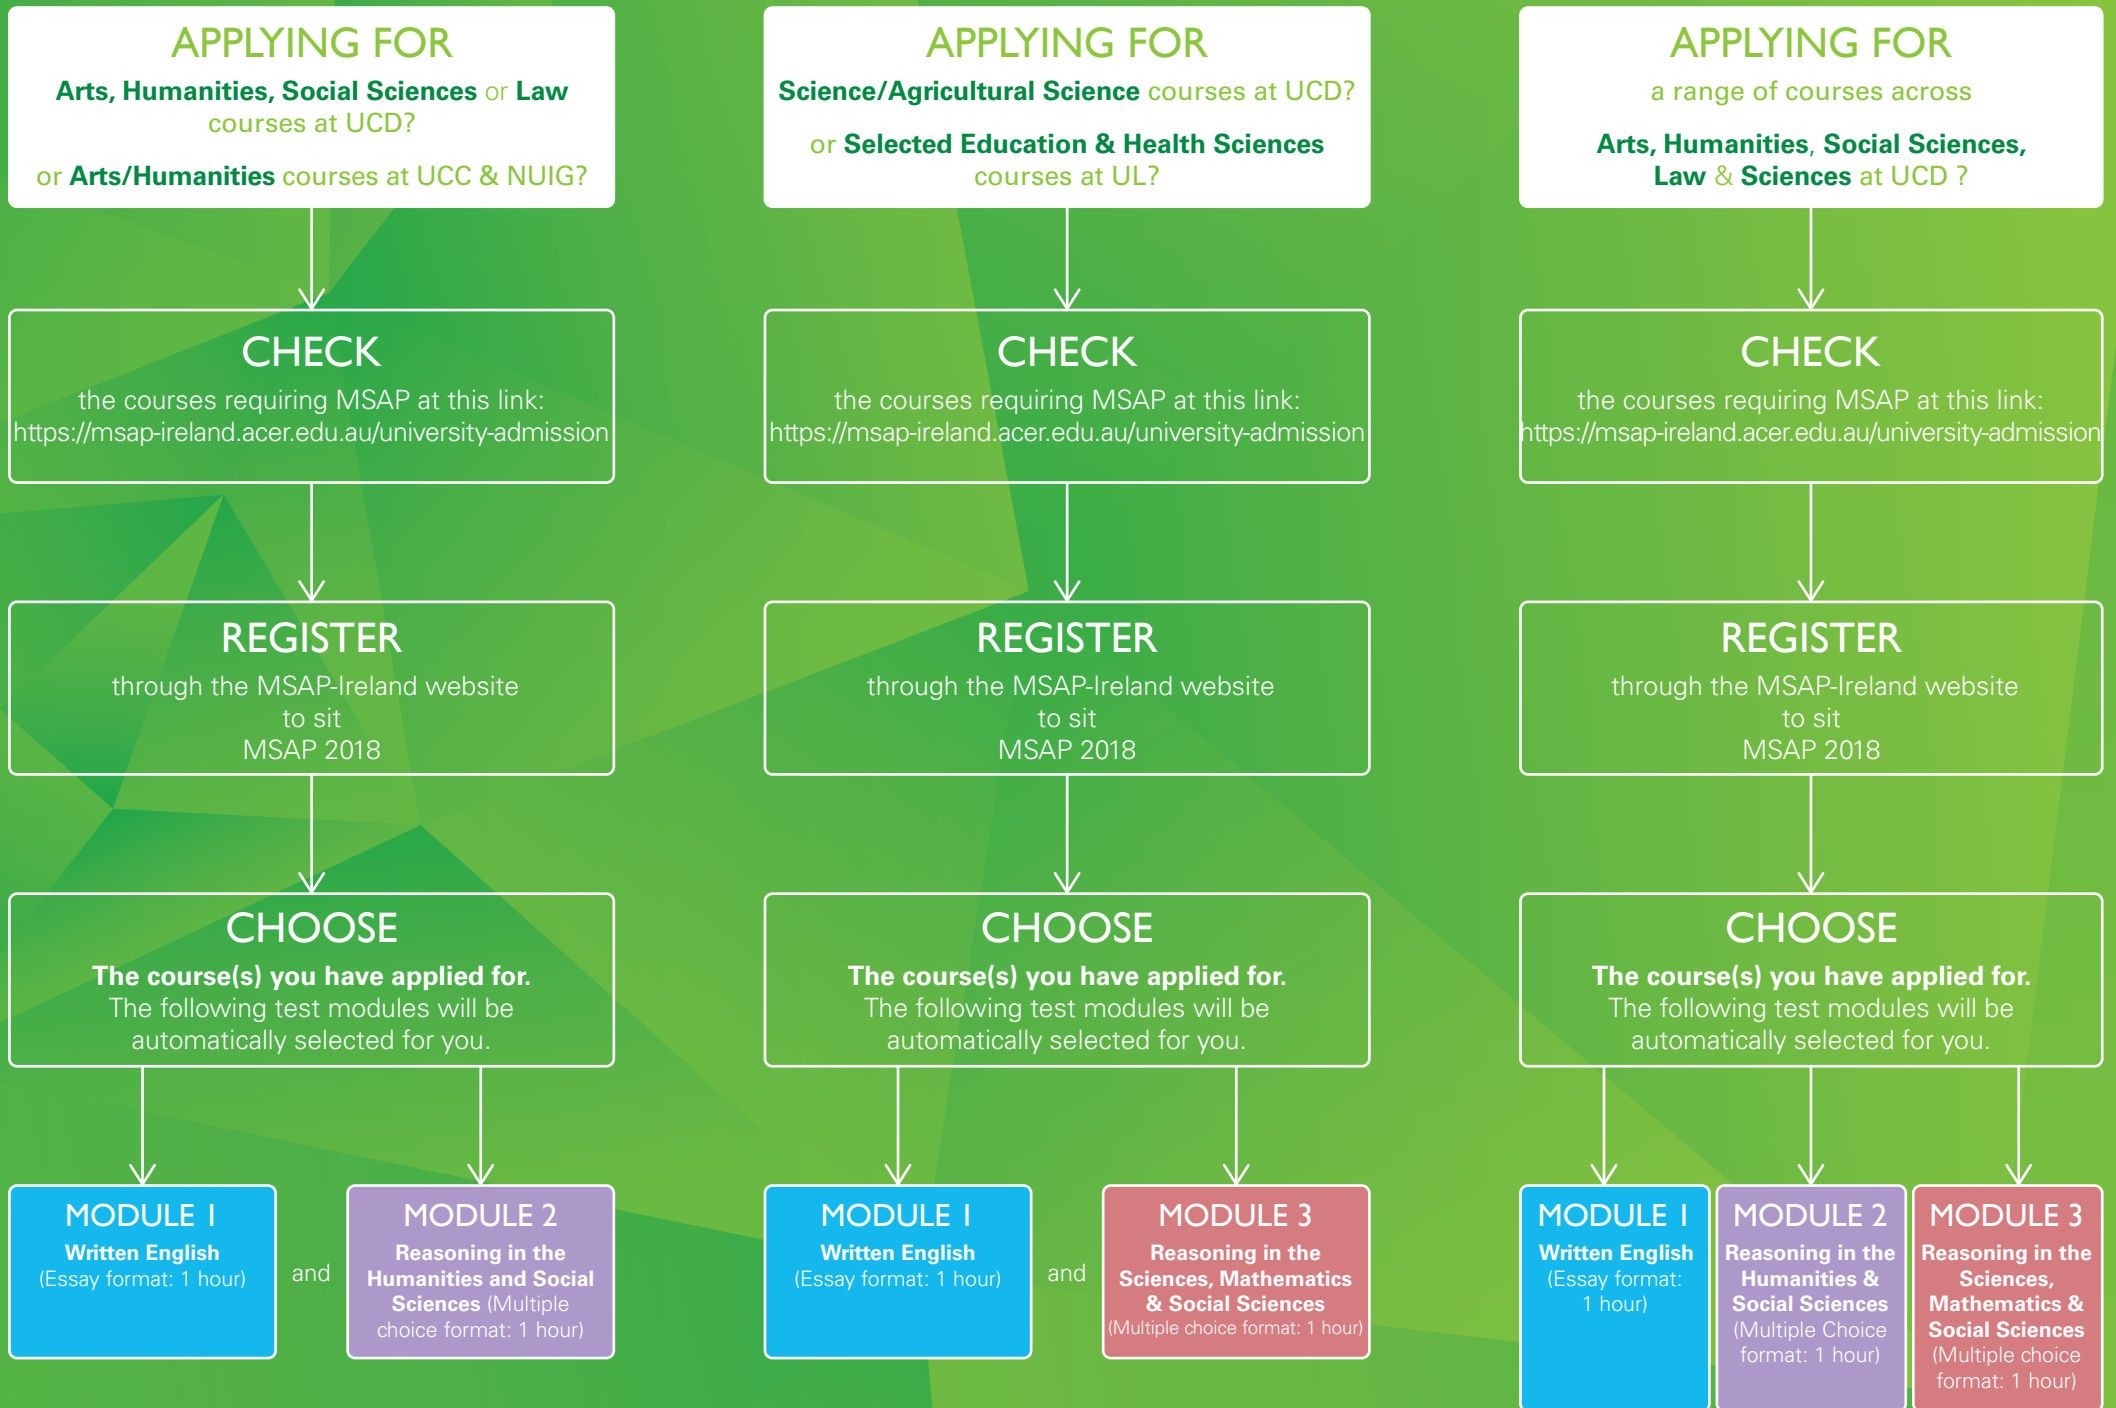 APPLYING FOR
Arts, Humanities, Social Sciences or Law
courses at UCD?
or Arts/Humanities courses at UCC & NUIG?
CHECK
the courses requiring MSAP at this link:
https://msap-ireland.acer.edu.au/university-admission
REGISTER
through the MSAP-Ireland website
to sit
MSAP 2018
CHOOSE
The course(s) you have applied for.
The following test modules will be
automatically selected for you.
MODULE 1
Written English
(Essay format: 1 hour)
and
MODULE 2
Reasoning in the
Humanities and Social
Sciences (Multiple
choice format: 1 hour)
APPLYING FOR
Science/Agricultural Science courses at UCD?
or Selected Education & Health Sciences
courses at UL?
CHECK
the courses requiring MSAP at this link:
https://msap-ireland.acer.edu.au/university-admission
REGISTER
through the MSAP-Ireland website
to sit
MSAP 2018
CHOOSE
The course(s) you have applied for.
The following test modules will be
automatically selected for you.
MODULE 1
Written English
(Essay format: 1 hour)
and
MODULE 3
Reasoning in the
Sciences, Mathematics
& Social Sciences
(Multiple choice format: 1 hour)
APPLYING FOR
a range of courses across
Arts, Humanities, Social Sciences,
Law & Sciences at UCD ?
CHECK
the courses requiring MSAP at this link:
https://msap-ireland.acer.edu.au/university-admission
REGISTER
through the MSAP-Ireland website
to sit
MSAP 2018
CHOOSE
The course(s) you have applied for.
The following test modules will be
automatically selected for you.
MODULE 1
Written English
(Essay format:
1 hour)
MODULE 2
Reasoning in the
Humanities &
Social Sciences
(Multiple Choice
format: 1 hour)
MODULE 3
Reasoning in the
Sciences,
Mathematics &
Social Sciences
(Multiple choice
format: 1 hour)